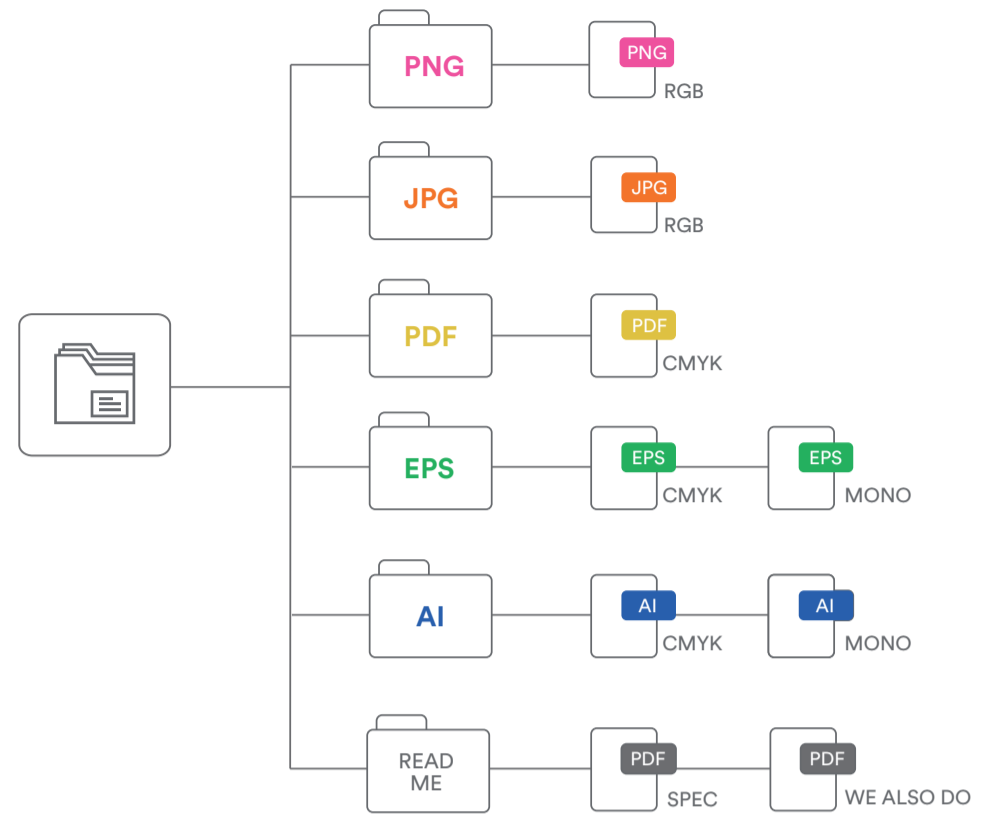 PNG
PNG
RGB
JPG
JPG
RGB
PDF
PDF
CMYK
EPS
EPS
CMYK
EPS
MONO
AI
AI
CMYK
AI
MONO
READ
ME
PDF
SPEC
PDF
WE ALSO DO